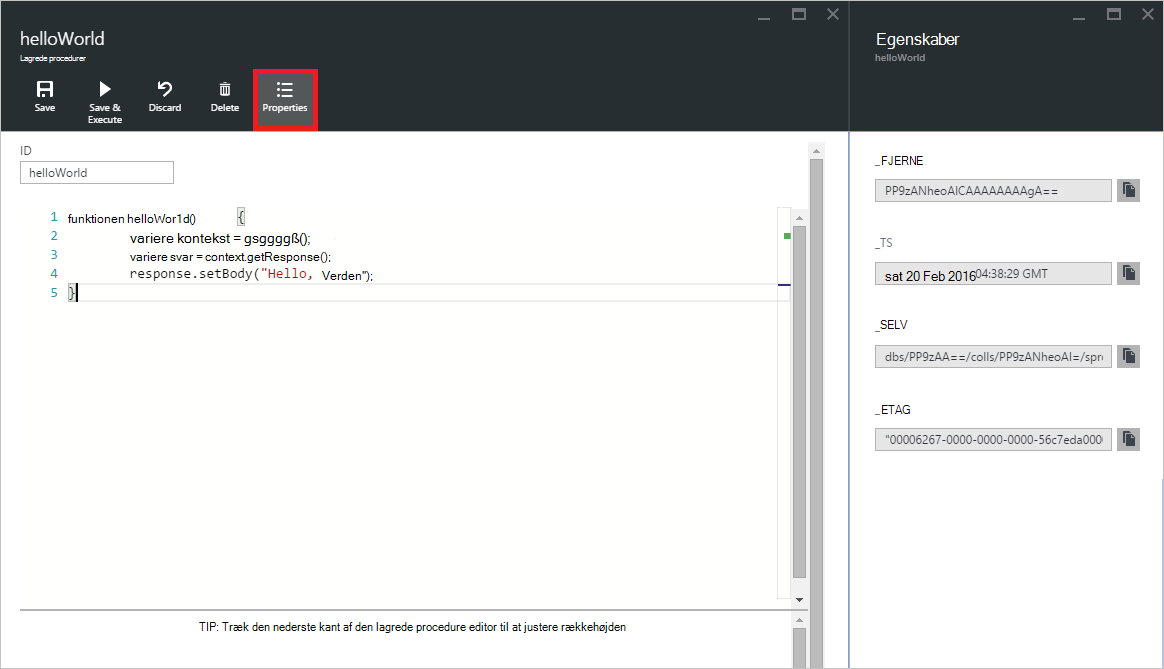 helloWorld
Lagrede procedurer
Save
Save & Execute
Discard
Delete
Properties
ID
helloWorld
1 funktionen helloWor1d() {
2 variere kontekst = gsggggß();
3 variere svar = context.getResponse();
4 response.setBody("Hello, Verden");
5 }
TIP: Træk den nederste kant af den lagrede procedure editor til at justere rækkehøjden
Egenskaber
helloWorld
_FJERNE
PP9zANheoAICAAAAAAAAgA==
_TS
sat 20 Feb 2016 04:38:29 GMT
_SELV
dbs/PP9zAA==/colls/PP9zANheoAI=/spro
_ETAG
"00006267-0000-0000-0000-56c7eda000